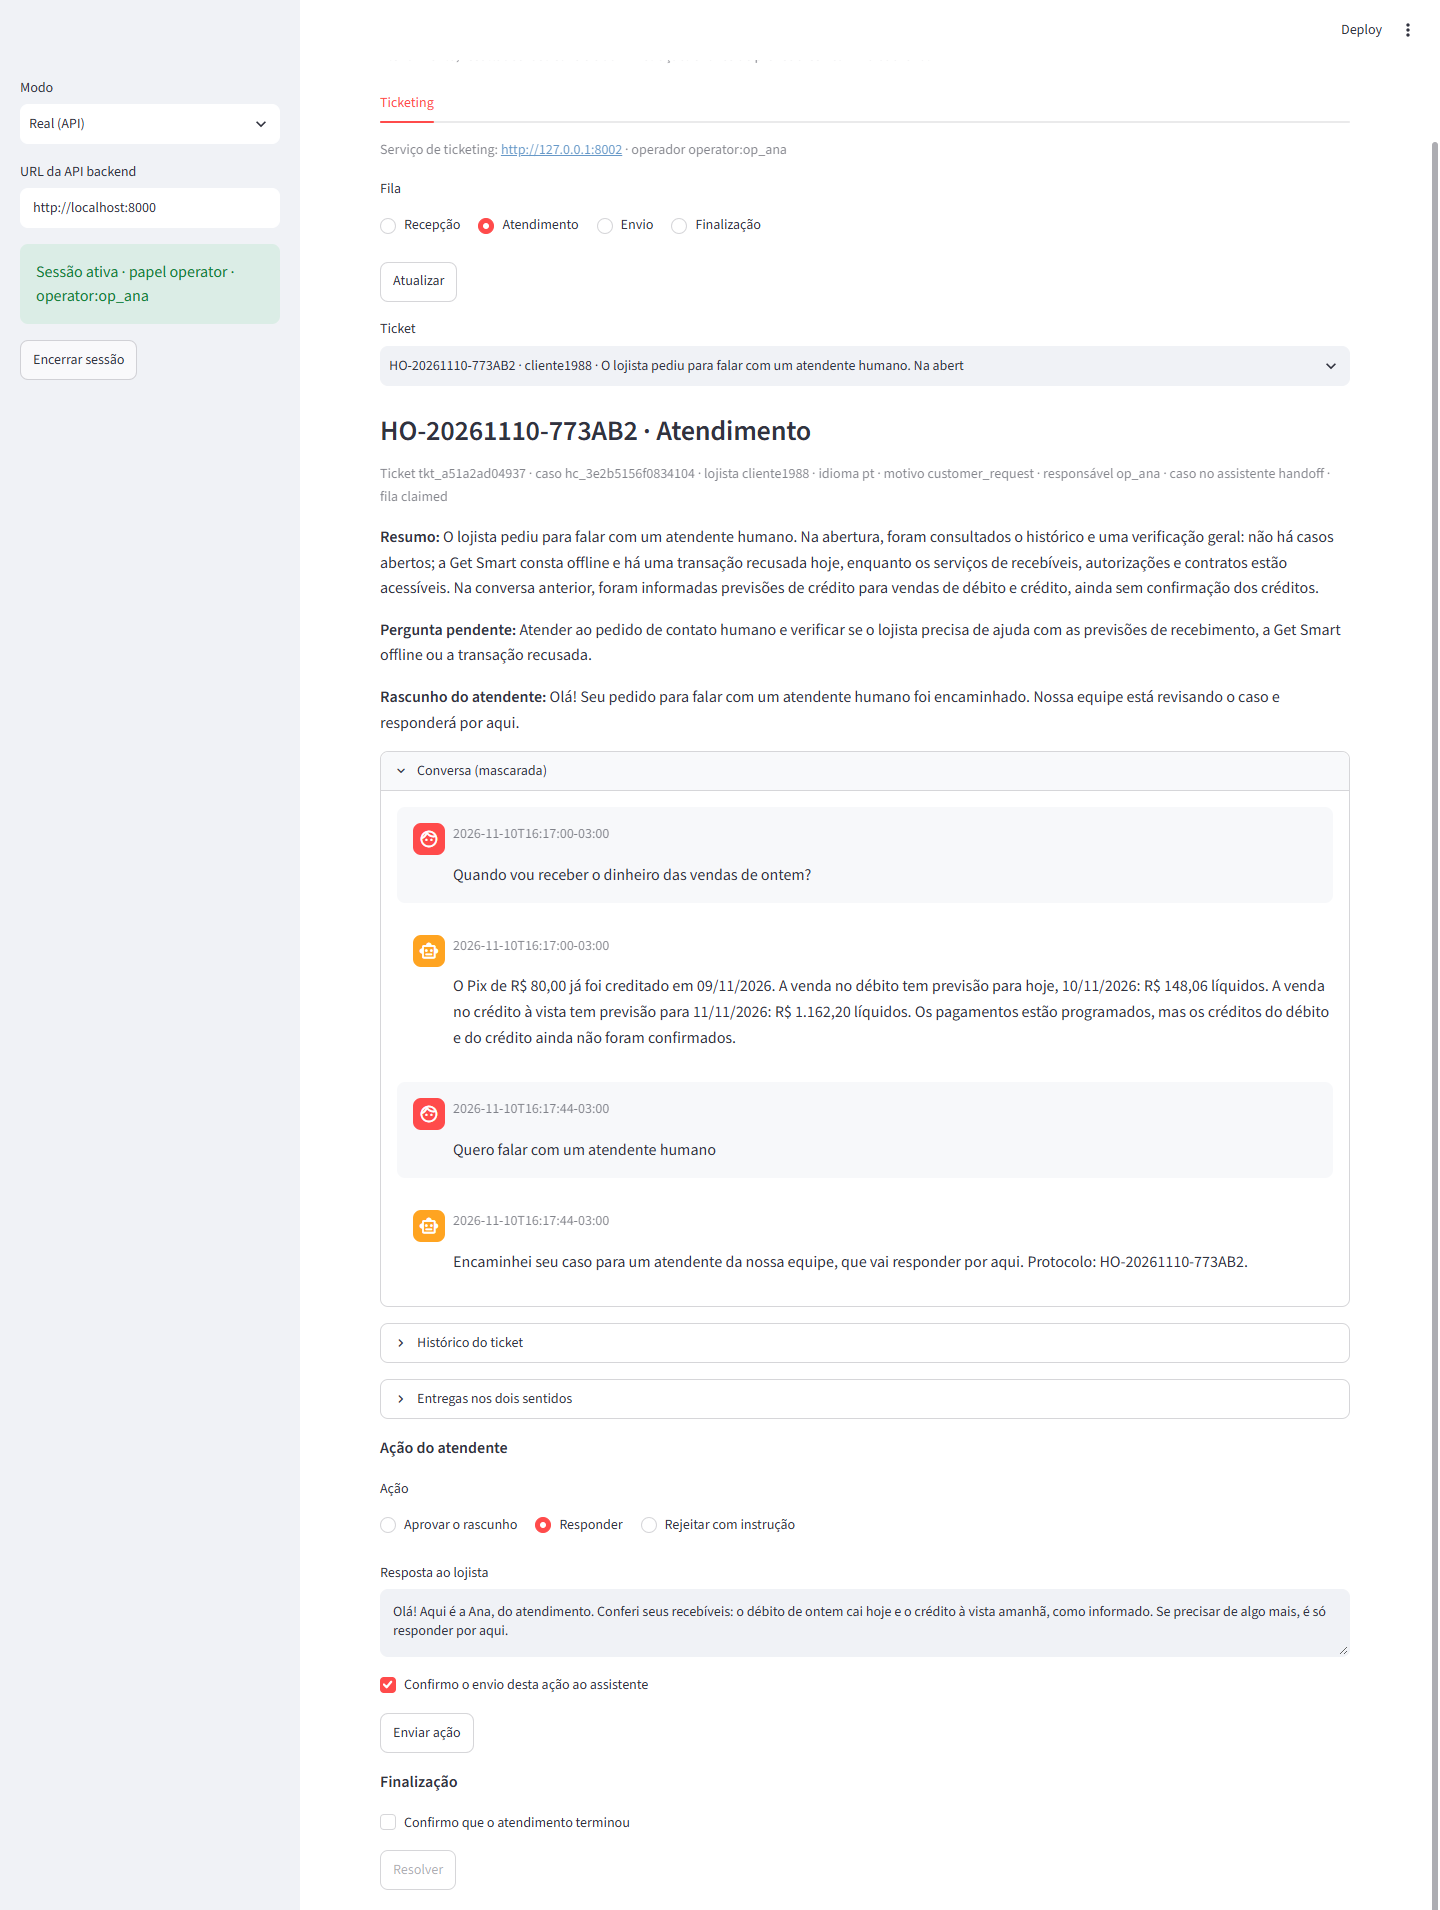 Deploy
Modo
Real (API)
URL da API backend
http://localhost:8000
Sessão ativa · papel operator ·
operator:op_ana
Encerrar sessão
Ticketing
Serviço de ticketing: http://127.0.0.1:8002 · operador operator:op_ana
Fila
Recepção
Atendimento
Envio
Finalização
Atualizar
Ticket
HO-20261110-773AB2 · cliente1988 · O lojista pediu para falar com um atendente humano. Na abert
HO-20261110-773AB2 · Atendimento
Ticket tkt_a51a2ad04937 · caso hc_3e2b5156f0834104 · lojista cliente1988 · idioma pt · motivo customer_request · responsável op_ana · caso no assistente handoff ·
fila claimed
Resumo: O lojista pediu para falar com um atendente humano. Na abertura, foram consultados o histórico e uma verificação geral: não há casos
abertos; a Get Smart consta offline e há uma transação recusada hoje, enquanto os serviços de recebíveis, autorizações e contratos estão
acessíveis. Na conversa anterior, foram informadas previsões de crédito para vendas de débito e crédito, ainda sem confirmação dos créditos.
Pergunta pendente: Atender ao pedido de contato humano e verificar se o lojista precisa de ajuda com as previsões de recebimento, a Get Smart
offline ou a transação recusada.
Rascunho do atendente: Olá! Seu pedido para falar com um atendente humano foi encaminhado. Nossa equipe está revisando o caso e
responderá por aqui.
Conversa (mascarada)
2026-11-10T16:17:00-03:00
Quando vou receber o dinheiro das vendas de ontem?
2026-11-10T16:17:00-03:00
O Pix de R$ 80,00 já foi creditado em 09/11/2026. A venda no débito tem previsão para hoje, 10/11/2026: R$ 148,06 líquidos. A venda
no crédito à vista tem previsão para 11/11/2026: R$ 1.162,20 líquidos. Os pagamentos estão programados, mas os créditos do débito
e do crédito ainda não foram confirmados.
2026-11-10T16:17:44-03:00
Quero falar com um atendente humano
2026-11-10T16:17:44-03:00
Encaminhei seu caso para um atendente da nossa equipe, que vai responder por aqui. Protocolo: HO-20261110-773AB2.
Histórico do ticket
Entregas nos dois sentidos
Ação do atendente
Ação
Aprovar o rascunho
Responder
Rejeitar com instrução
Resposta ao lojista
Olá! Aqui é a Ana, do atendimento. Conferi seus recebíveis: o débito de ontem cai hoje e o crédito à vista amanhã, como informado. Se precisar de algo mais, é só
responder por aqui.
Confirmo o envio desta ação ao assistente
Enviar ação
Finalização
Confirmo que o atendimento terminou
Resolver